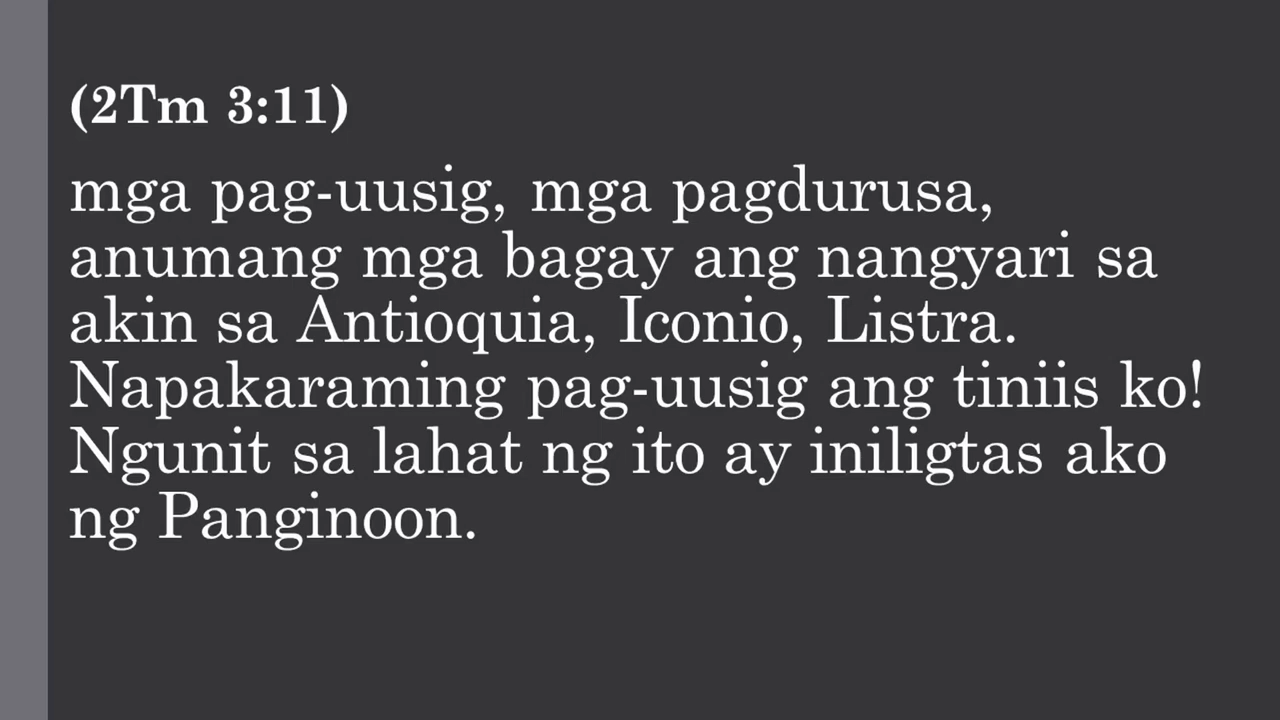 (2Tm 3:11)
mga pag-uusig, mga pagdurusa,
anumang mga bagay ang nangyari sa
akin sa Antioquia, Iconio, Listra.
Napakaraming pag-uusig ang tiniis ko!
Ngunit sa lahat ng ito ay iniligtas ako
ng Panginoon.